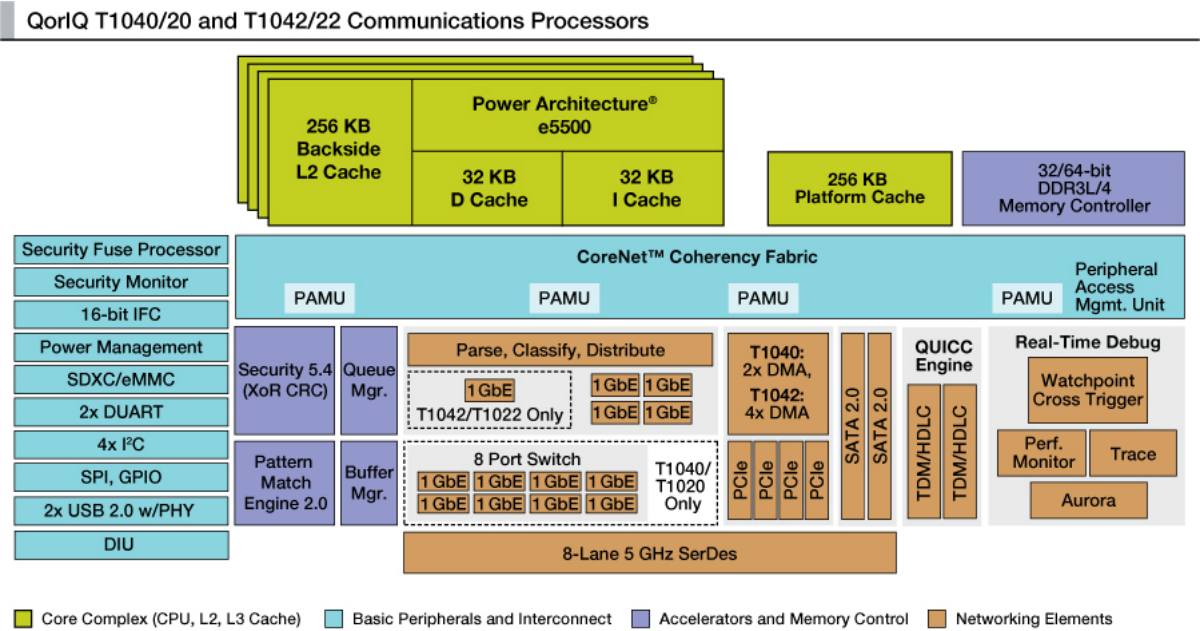 QorIQ T1040/20 and T1042/22 Communications Processors
256 KB
Backside
L2 Cache
Power Architecture®
e5500
32 KB
D Cache
32 KB
I Cache
256 KB
Platform Cache
32/64-bit
DDR3L/4
Memory Controller
Security Fuse Processor
Security Monitor
16-bit IFC
Power Management
SDXC/eMMC
2x DUART
4x I²C
SPI, GPIO
2x USB 2.0 w/PHY
DIU
CoreNet™ Coherency Fabric
PAMU
PAMU
PAMU
PAMU
Peripheral
Access
Mgmt. Unit
Security 5.4
(XoR CRC)
Queue
Mgr.
Pattern
Match
Engine 2.0
Buffer
Mgr.
Parse, Classify, Distribute
1 GbE
T1042/T1022 Only
1 GbE 1 GbE
1 GbE 1 GbE
8 Port Switch
1 GbE 1 GbE 1 GbE 1 GbE
1 GbE 1 GbE 1 GbE 1 GbE
T1040/
T1020
Only
T1040:
2x DMA,
T1042:
4x DMA
PCIe
PCIe
PCIe
PCIe
SATA 2.0
SATA 2.0
QUICC
Engine
TDM/HDLC
TDM/HDLC
Real-Time Debug
Watchpoint
Cross Trigger
Perf.
Monitor
Trace
Aurora
8-Lane 5 GHz SerDes
Core Complex (CPU, L2, L3 Cache)
Basic Peripherals and Interconnect
Accelerators and Memory Control
Networking Elements